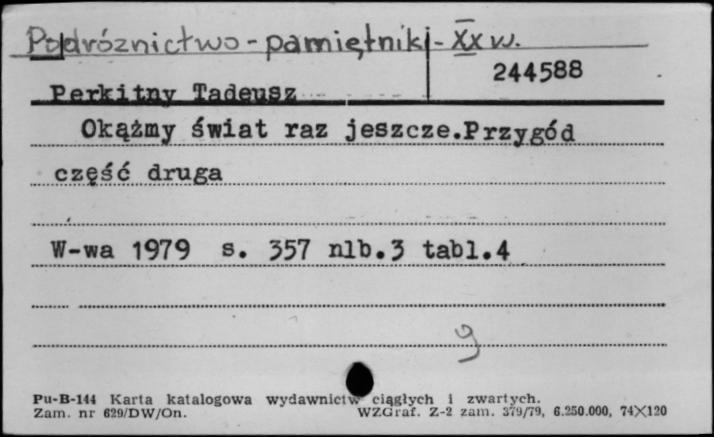 Podróżnictwo - pamiętniki - XX w.
244588
Perkitny Tadeusz
Okążmy świat raz jeszcze.Przygód
część druga
W-wa 1979 s. 357 nlb.3 tabl.4
g
Pu-B-144 Karta katalogowa wydawnictw ciągłych i zwartych.
Zam. nr 629/DW/On. WZGraf. Z-2 zam. 379/79, 6.250.000, 74X120